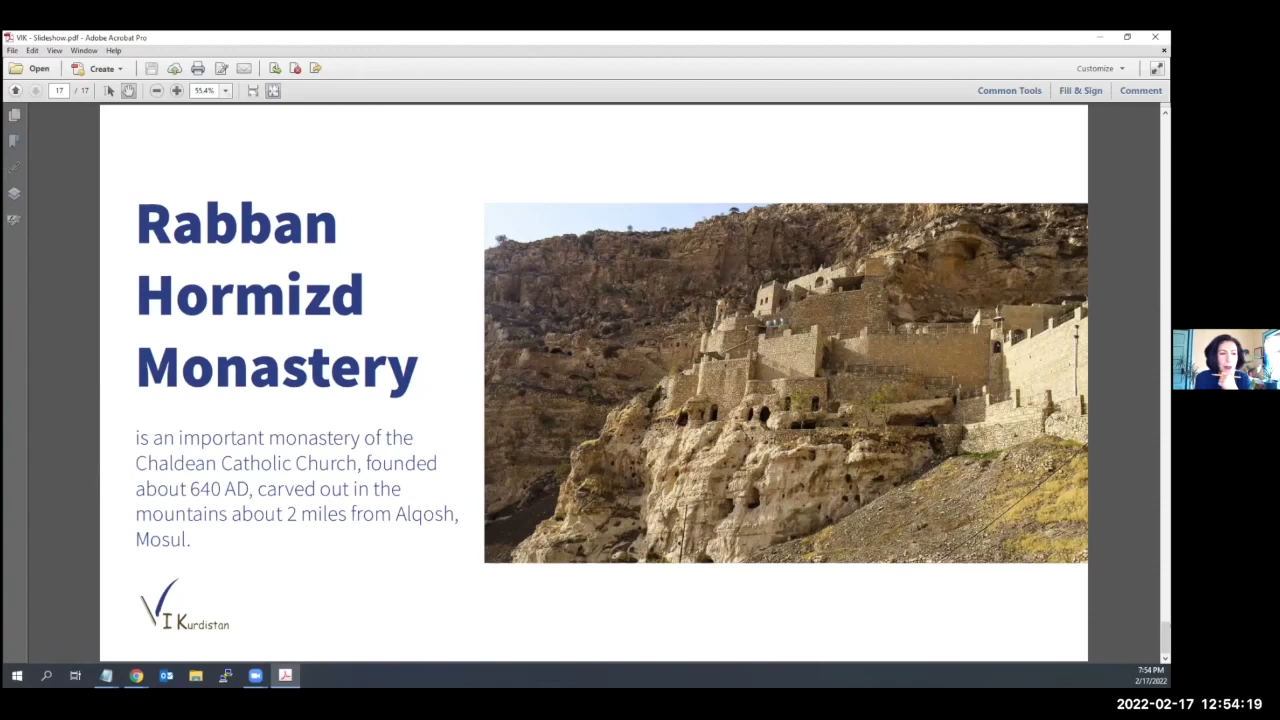 VIK - Slideshow.pdf - Adobe Acrobat Pro
File Edit View Window Help
Open Create Customize
17 / 17 55.4% Common Tools Fill & Sign Comment
Rabban
Hormizd
Monastery
is an important monastery of the
Chaldean Catholic Church, founded
about 640 AD, carved out in the
mountains about 2 miles from Alqosh,
Mosul.
VI Kurdistan
7:54 PM
2/17/2022
2022-02-17 12:54:19